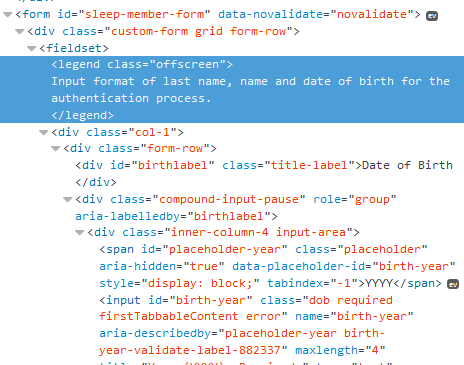 <form id="sleep-member-form" data-novalidate="novalidate"> ev
<div class="custom-form grid form-row">
<fieldset>
<legend class="offscreen">
Input format of last name, name and date of birth for the
authentication process.
</legend>
<div class="col-1">
<div class="form-row">
<div id="birthlabel" class="title-label">Date of Birth
</div>
<div class="compound-input-pause" role="group"
aria-labelledby="birthlabel">
<div class="inner-column-4 input-area">
<span id="placeholder-year" class="placeholder"
aria-hidden="true" data-placeholder-id="birth-year"
style="display: block;" tabindex="-1">YYYY</span> ev
<input id="birth-year" class="dob required
firstTabbableContent error" name="birth-year"
aria-describedby="placeholder-year birth-
year-validate-label-882337" maxlength="4"